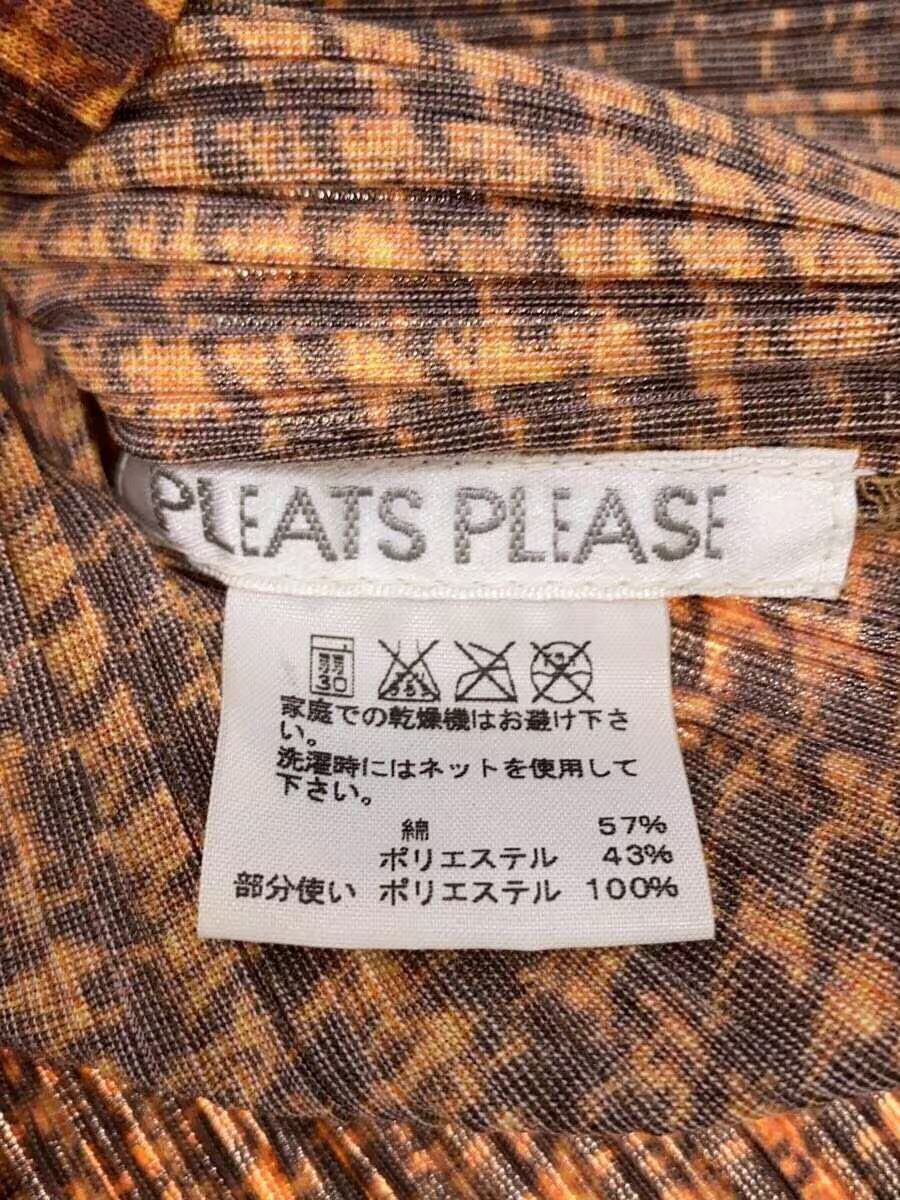 PLEATS PLEASE
弱
30
家庭での乾燥機はお避け下さ
い。
洗濯時にはネットを使用して
下さい。
綿 57%
ポリエステル 43%
部分使い ポリエステル 100%